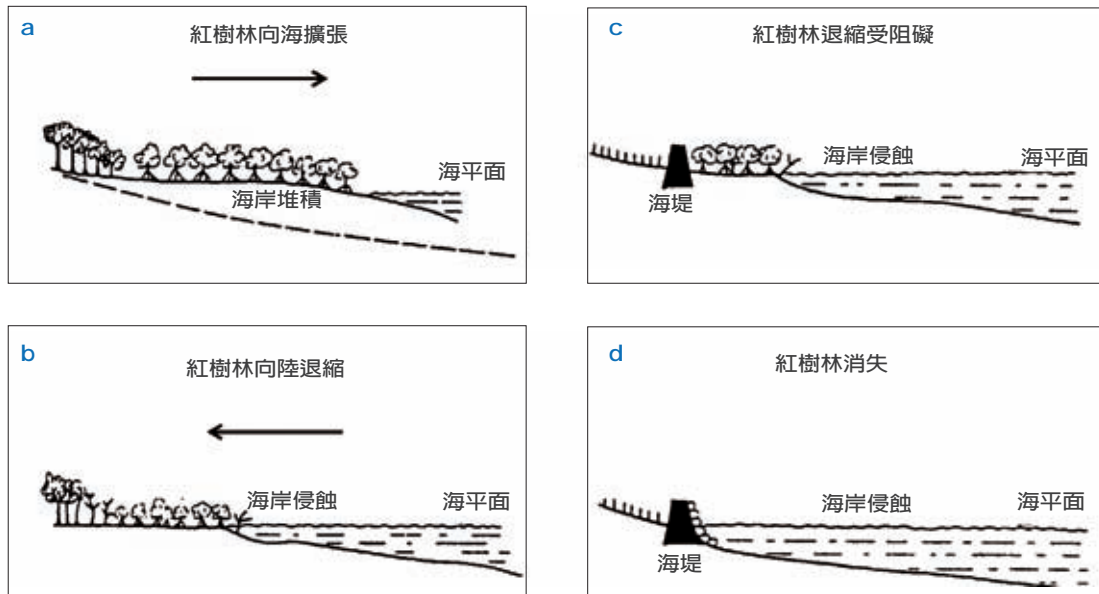 a
紅樹林向海擴張
海平面
海岸堆積
b
紅樹林向陸退縮
海岸侵蝕
海平面
c
紅樹林退縮受阻礙
海岸侵蝕
海平面
海堤
d
紅樹林消失
海岸侵蝕
海平面
海堤